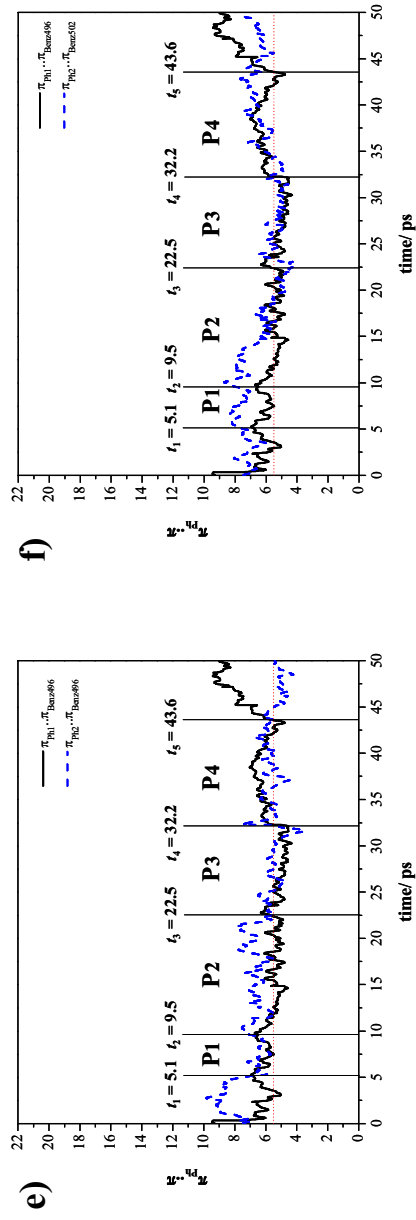 e)
π_Ph1...π_Benz496
π_Ph2...π_Benz496
t₁ = 5.1
t₂ = 9.5
t₃ = 22.5
t₄ = 32.2
t₅ = 43.6
P1
P2
P3
P4
22
20
18
16
14
12
10
8
6
4
2
0
π_Ph...π
0 5 10 15 20 25 30 35 40 45 50
time/ ps
f)
π_Ph1...π_Benz496
π_Ph2...π_Benz502
t₁ = 5.1
t₂ = 9.5
t₃ = 22.5
t₄ = 32.2
t₅ = 43.6
P1
P2
P3
P4
22
20
18
16
14
12
10
8
6
4
2
0
π_Ph...π
0 5 10 15 20 25 30 35 40 45 50
time/ ps